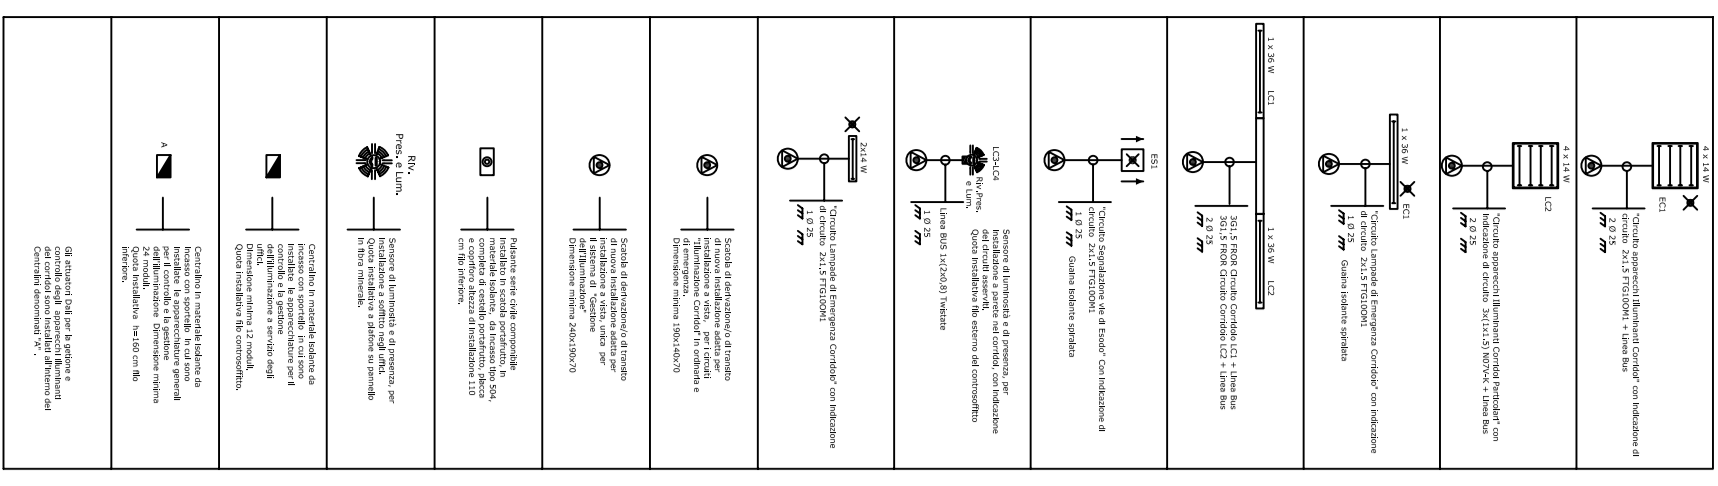 4 x 14 W
EC1
"Circuito apparecchi Illuminanti Corridoi" con Indicazione di
circuito 2x1,5 FTG10OM1 + Linea Bus
2 Ø 25
4 x 14 W
LC2
"Circuito apparecchi Illuminanti Corridoi Particolari" con
Indicazione di circuito 3x(1x1.5) N07V-K + Linea Bus
2 Ø 25
1 x 36 W
EC1
"Circuito Lampade di Emergenza Corridoio" con Indicazione
di circuito 2x1,5 FTG10OM1
1 Ø 25
Guaina isolante spiralata
1 x 36 W
LC1
1 x 36 W
LC2
3G1,5 FROR Circuito Corridoio LC1 + Linea Bus
3G1,5 FROR Circuito Corridoio LC2 + Linea Bus
2 Ø 25
ES1
"Circuito Segnalazione vie di Esodo" Con Indicazione di
circuito 2x1,5 FTG10OM1
1 Ø 25
Guaina isolante spiralata
LC3-LC4
Riv.Pres.
e Lum.
Sensore di luminosità e di presenza, per
Installazione a parete nei corridoi, con Indicazione
dei circuiti asserviti.
Quota Installativa filo esterno del controsoffitto
Linea BUS 1x(2x0,8) Twistate
1 Ø 25
2x14 W
"Circuito Lampade di Emergenza Corridoio" con Indicazione
di circuito 2x1,5 FTG10OM1
1 Ø 25
Scatola di derivazione/o di transito
di nuova Installazione adatta per
installazione a vista, per i circuiti
"Illuminazione Corridoi" in ordinaria e
di emergenza.
Dimensione minima 190x140x70
Scatola di derivazione/o di transito
di nuova Installazione adatta per
installazione a vista, unica per
il sistema di "Gestione
dell'Illuminazione"
Dimensione minima 240x190x70
Pulsante serie civile componibile
Installato in scatola portafrutto, in
materiale isolante, da incasso tipo 504,
completa di cestello portafrutto, placca
e copriforo altezza di Installazione 110
cm filo inferiore.
Riv.
Pres. e Lum.
Sensore di luminosità e di presenza, per
Installazione a soffitto negli uffici.
Quota installativa a plafone su pannello
in fibra minerale.
Centralino in materiale isolante da
incasso con sportello in cui sono
Installate le apparecchiature per il
controllo e la gestione
dell'Illuminazione a servizio degli
uffici.
Dimensione minima 12 moduli.
Quota Installativa filo controsoffitto.
A
Centralino in materiale isolante da
Incasso con sportello in cui sono
Installate le apparecchiature generali
per il controllo e la gestione
dell'illuminazione Dimensione minima
24 moduli.
Quota Installativa h=160 cm filo
inferiore.
Gli attuatori Dali per la getione e
controllo degli apparecchi Illuminanti
dei corridoi sono Installati all'interno dei
Centralini denominati "A" .